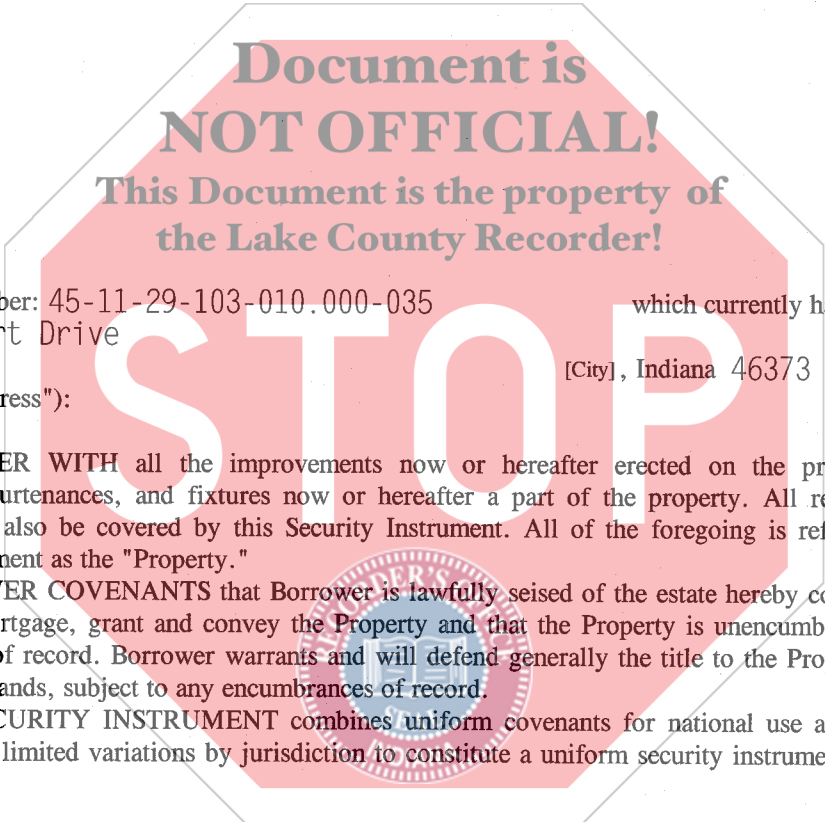 Document is
NOT OFFICIAL!
This Document is the property of
the Lake County Recorder!
ber: 45-11-29-103-010.000-035 which currently h
rt Drive
[City], Indiana 46373
ress"):
STOP
ER WITH all the improvements now or hereafter erected on the pr
urtenances, and fixtures now or hereafter a part of the property. All re
also be covered by this Security Instrument. All of the foregoing is ref
ment as the "Property."
VER COVENANTS that Borrower is lawfully seised of the estate hereby co
rtgage, grant and convey the Property and that the Property is unencumb
of record. Borrower warrants and will defend generally the title to the Pro
ands, subject to any encumbrances of record.
CURITY INSTRUMENT combines uniform covenants for national use a
limited variations by jurisdiction to constitute a uniform security instrume
RECORDER'S OFFICE
SEAL
INDIANA